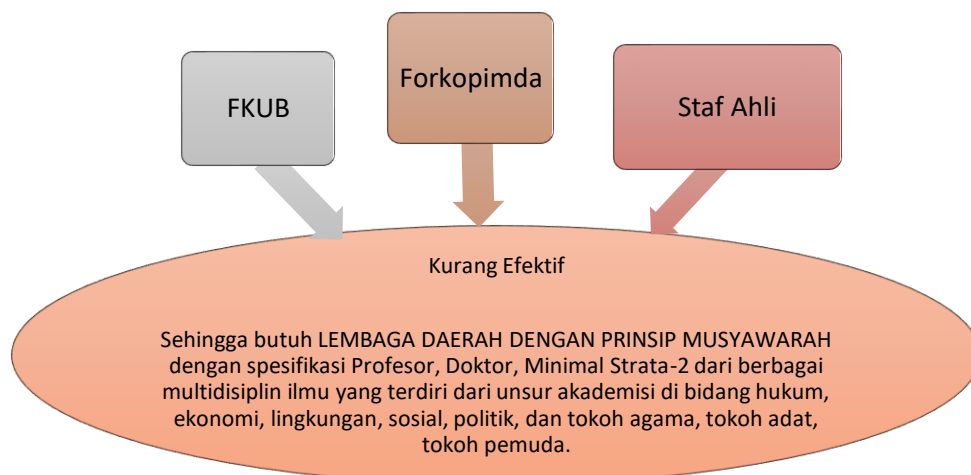 FKUB
Forkopimda
Staf Ahli
Kurang Efektif
Sehingga butuh LEMBAGA DAERAH DENGAN PRINSIP MUSYAWARAH
dengan spesifikasi Profesor, Doktor, Minimal Strata-2 dari berbagai
multidisiplin ilmu yang terdiri dari unsur akademisi di bidang hukum,
ekonomi, lingkungan, sosial, politik, dan tokoh agama, tokoh adat,
tokoh pemuda.